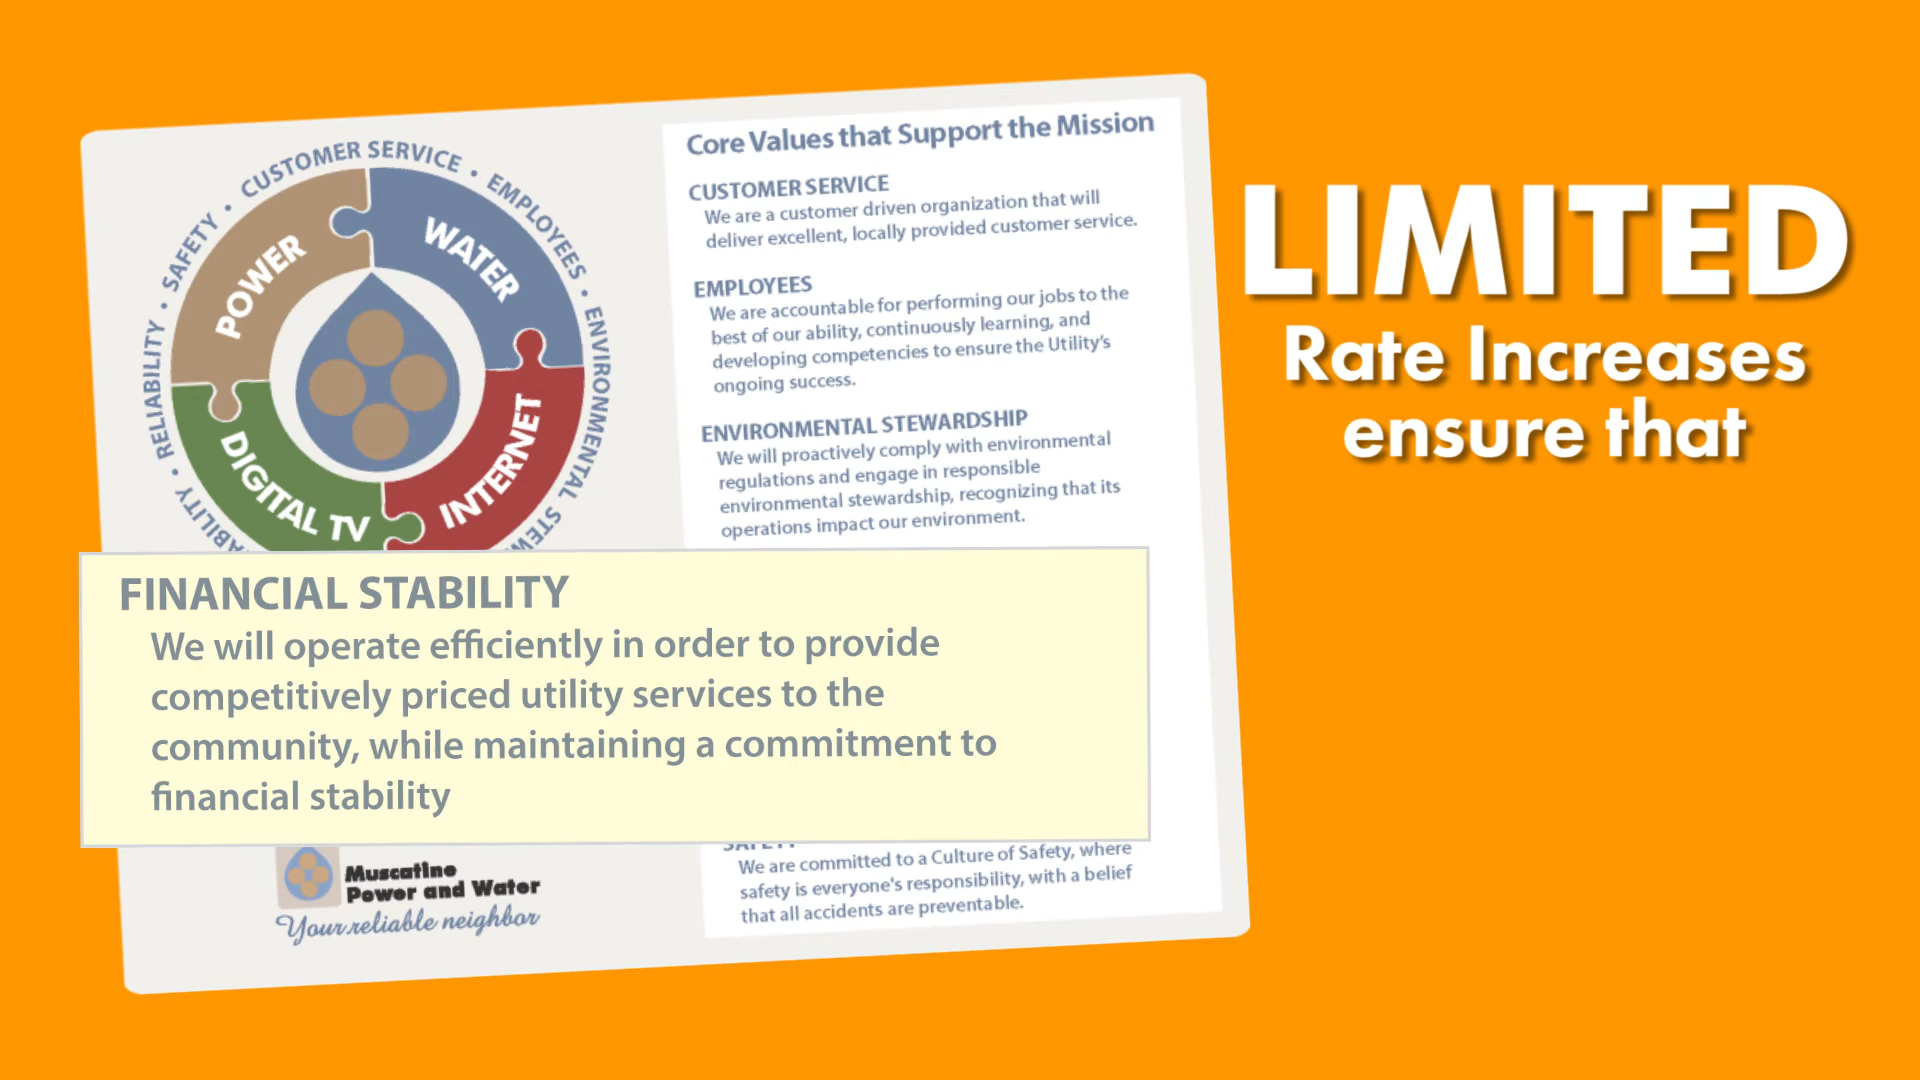 CUSTOMER SERVICE • EMPLOYEES • ENVIRONMENTAL
RELIABILITY • SAFETY •
POWER
WATER
DIGITAL TV
INTERNET
Core Values that Support the Mission
CUSTOMER SERVICE
We are a customer driven organization that will
deliver excellent, locally provided customer service.
EMPLOYEES
We are accountable for performing our jobs to the
best of our ability, continuously learning, and
developing competencies to ensure the Utility's
ongoing success.
ENVIRONMENTAL STEWARDSHIP
We will proactively comply with environmental
regulations and engage in responsible
environmental stewardship, recognizing that its
operations impact our environment.
FINANCIAL STABILITY
We will operate efficiently in order to provide
competitively priced utility services to the
community, while maintaining a commitment to
financial stability
SAFETY
We are committed to a Culture of Safety, where
safety is everyone's responsibility, with a belief
that all accidents are preventable.
Muscatine
Power and Water
Your reliable neighbor
LIMITED
Rate Increases
ensure that